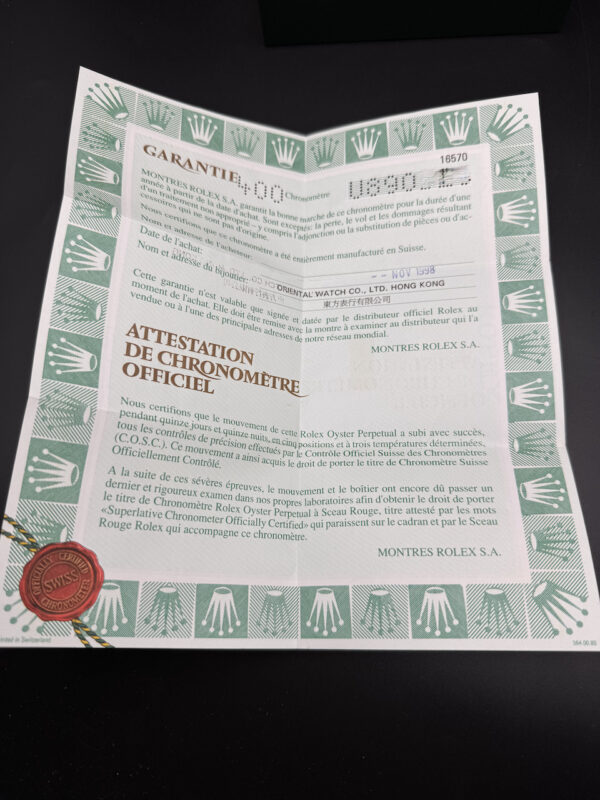 16570
GARANTIE 400 Chronomètre U890
MONTRES ROLEX S.A. garantit la bonne marche de ce chronomètre pour la durée d'une
année à partir de la date d'achat. Sont exceptés: la perte, le vol et les dommages résultant
d'un traitement non approprié – y compris l'adjonction ou la substitution de pièces ou d'ac-
cessoires qui ne sont pas d'origine.
Nous certifions que ce chronomètre a été entièrement manufacturé en Suisse.
Nom et adresse de l'acheteur:
Date de l'achat: -- NOV 1998
Nom et adresse du bijoutier: ORIENTAL WATCH CO., LTD. HONG KONG
東方表行有限公司
Cette garantie n'est valable que signée et datée par le distributeur officiel Rolex au
moment de l'achat. Elle doit être remise avec la montre à examiner au distributeur qui l'a
vendue ou à l'une des principales adresses de notre réseau mondial.
MONTRES ROLEX S.A.
ATTESTATION
DE CHRONOMÈTRE
OFFICIEL
Nous certifions que le mouvement de cette Rolex Oyster Perpetual a subi avec succès,
pendant quinze jours et quinze nuits, en cinq positions et à trois températures déterminées,
tous les contrôles de précision effectués par le Contrôle Officiel Suisse des Chronomètres
(C.O.S.C.). Ce mouvement a ainsi acquis le droit de porter le titre de Chronomètre Suisse
Officiellement Contrôlé.
A la suite de ces sévères épreuves, le mouvement et le boîtier ont encore dû passer un
dernier et rigoureux examen dans nos propres laboratoires afin d'obtenir le droit de porter
le titre de Chronomètre Rolex Oyster Perpetual à Sceau Rouge, titre attesté par les mots
«Superlative Chronometer Officially Certified» qui paraissent sur le cadran et par le Sceau
Rouge Rolex qui accompagne ce chronomètre.
MONTRES ROLEX S.A.
OFFICIALLY CERTIFIED
SWISS
CHRONOMETER
Printed in Switzerland